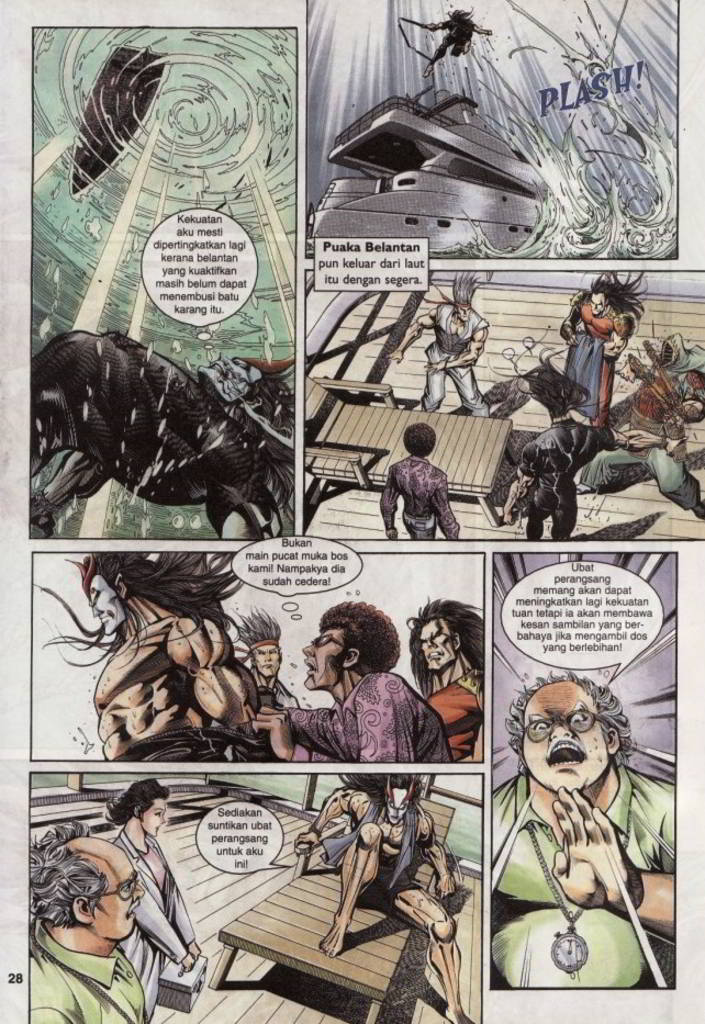 Kekuatan
aku mesti
dipertingkatkan lagi
kerana belantan
yang kuaktifkan
masih belum dapat
menembusi batu
karang itu.
PLASH!
Puaka Belantan
pun keluar dari laut
itu dengan segera.
Bukan
main pucat muka bos
kami! Nampakya dia
sudah cedera!
Ubat
perangsang
memang akan dapat
meningkatkan lagi kekuatan
tuan tetapi ia akan membawa
kesan sambilan yang ber-
bahaya jika mengambil dos
yang berlebihan!
Sediakan
suntikan ubat
perangsang
untuk aku
ini!
28